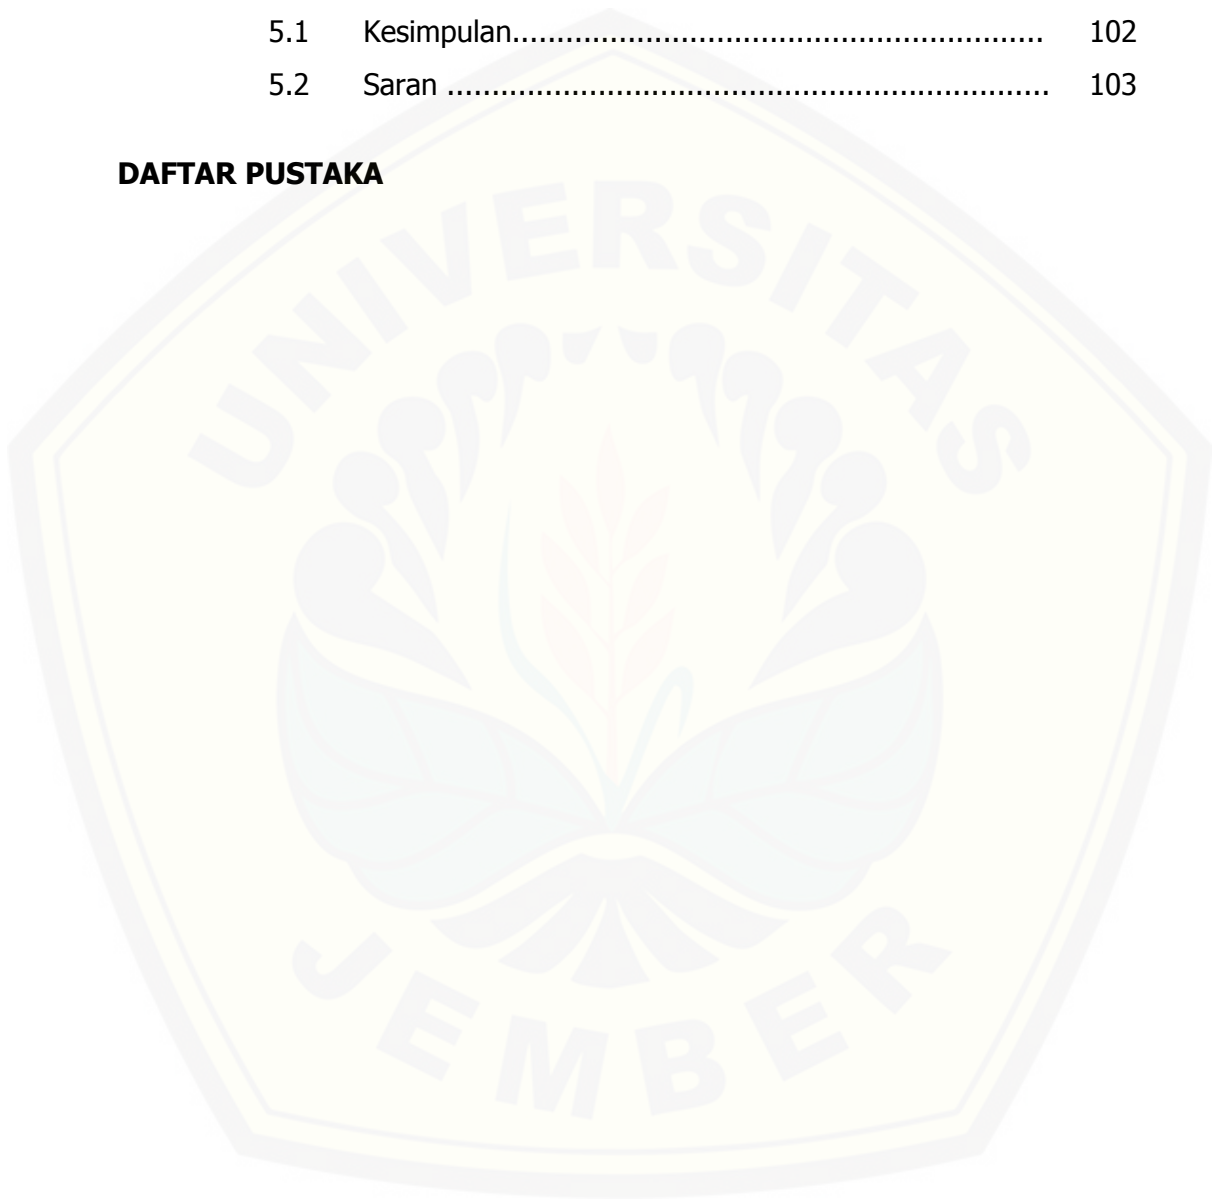 5.1 Kesimpulan............................................................ 102
5.2 Saran .................................................................... 103
DAFTAR PUSTAKA
UNIVERSITAS
JEMBER